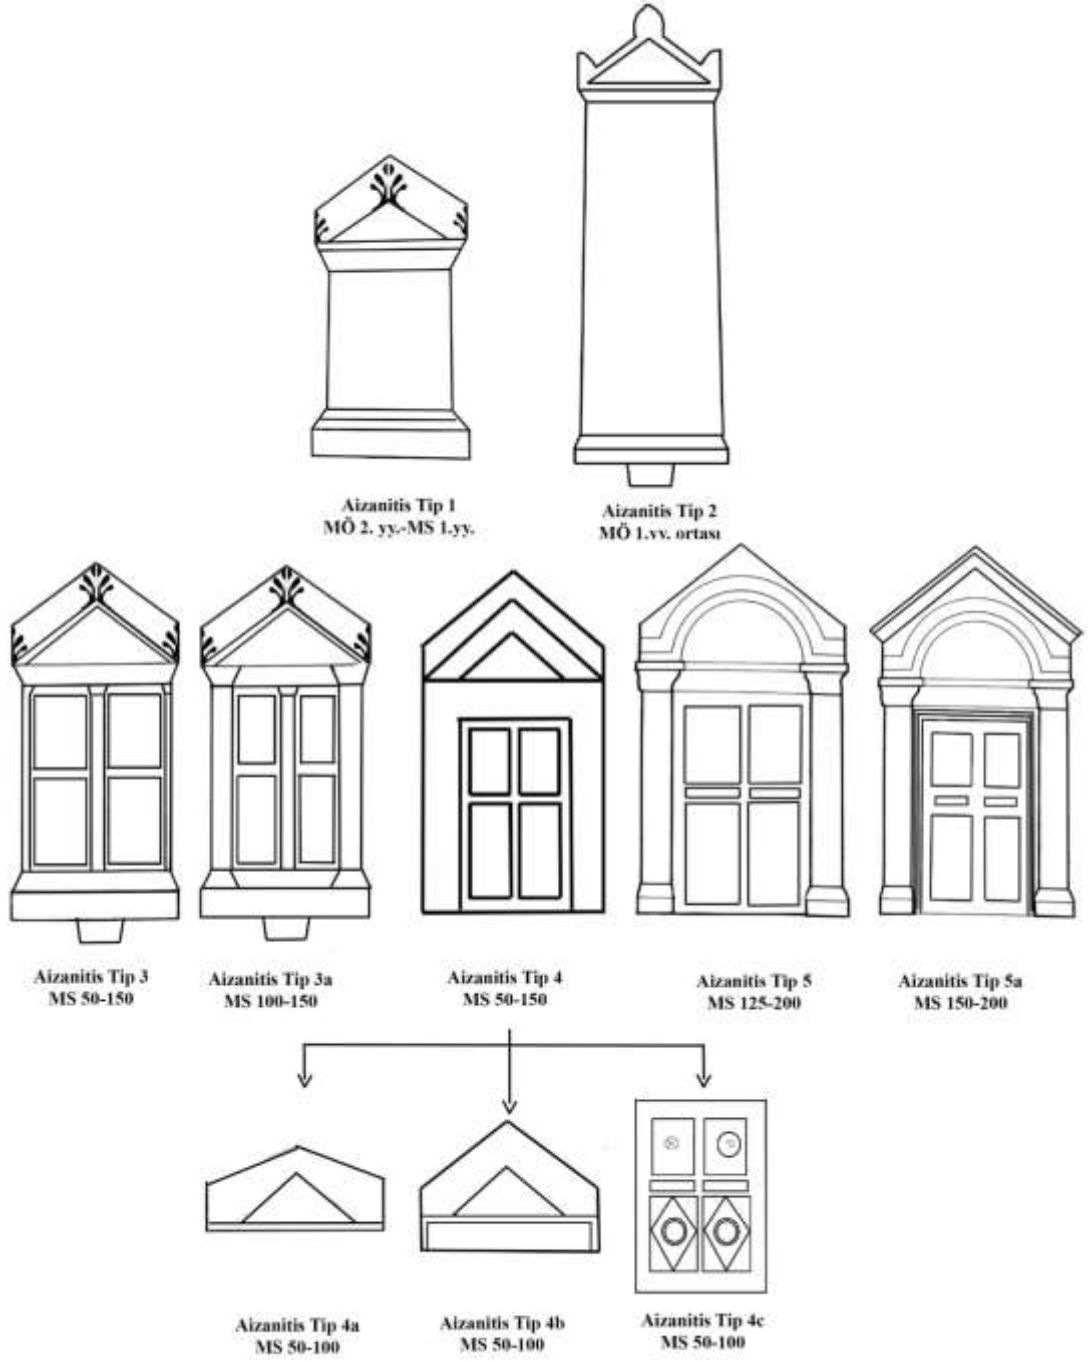 Aizanitis Tip 1
MÖ 2. yy.-MS 1.yy.
Aizanitis Tip 2
MÖ 1.vv. ortası
Aizanitis Tip 3
MS 50-150
Aizanitis Tip 3a
MS 100-150
Aizanitis Tip 4
MS 50-150
Aizanitis Tip 5
MS 125-200
Aizanitis Tip 5a
MS 150-200
Aizanitis Tip 4a
MS 50-100
Aizanitis Tip 4b
MS 50-100
Aizanitis Tip 4c
MS 50-100